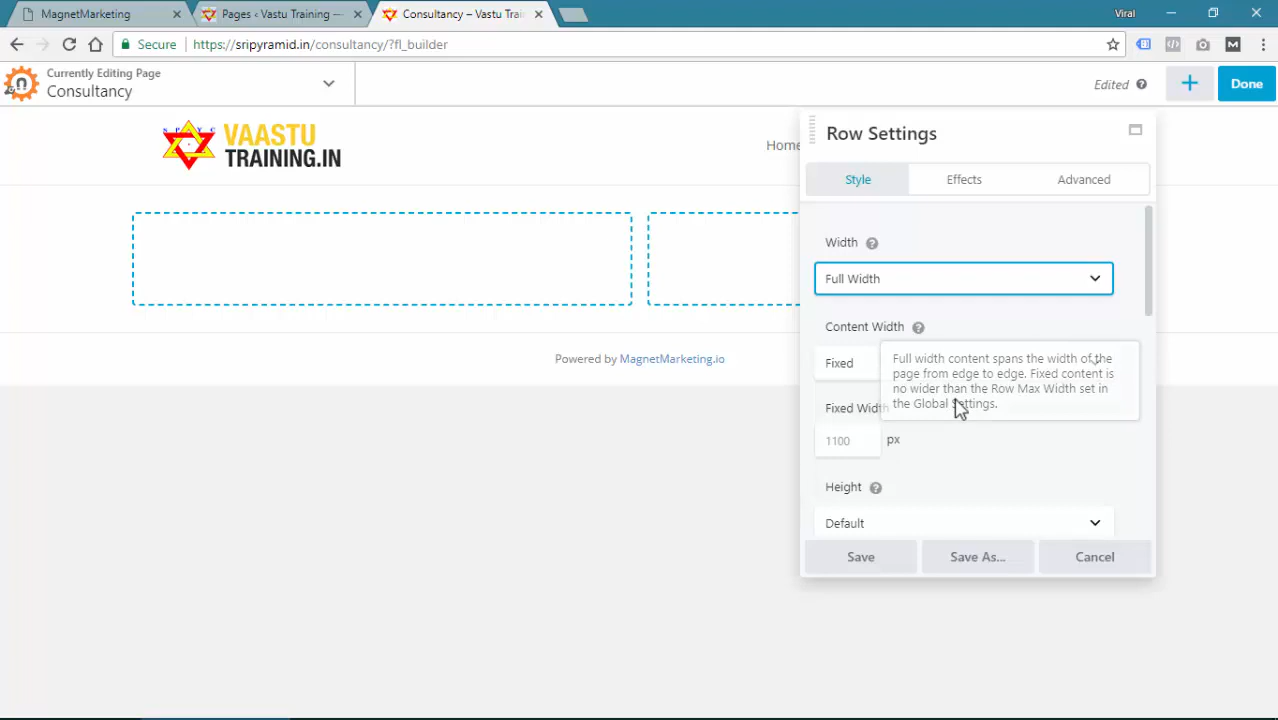 MagnetMarketing
Pages ‹ Vastu Training —
Consultancy – Vastu Trai
Viral
Secure
https://sripyramid.in/consultancy/?fl_builder
M
Currently Editing Page
Consultancy
Edited
Done
S P Y C
VAASTU
TRAINING.IN
Home
Row Settings
Style
Effects
Advanced
Width
Full Width
Content Width
Fixed
Full width content spans the width of the
page from edge to edge. Fixed content is
no wider than the Row Max Width set in
the Global Settings.
Fixed Width
1100
px
Height
Default
Save
Save As...
Cancel
Powered by MagnetMarketing.io